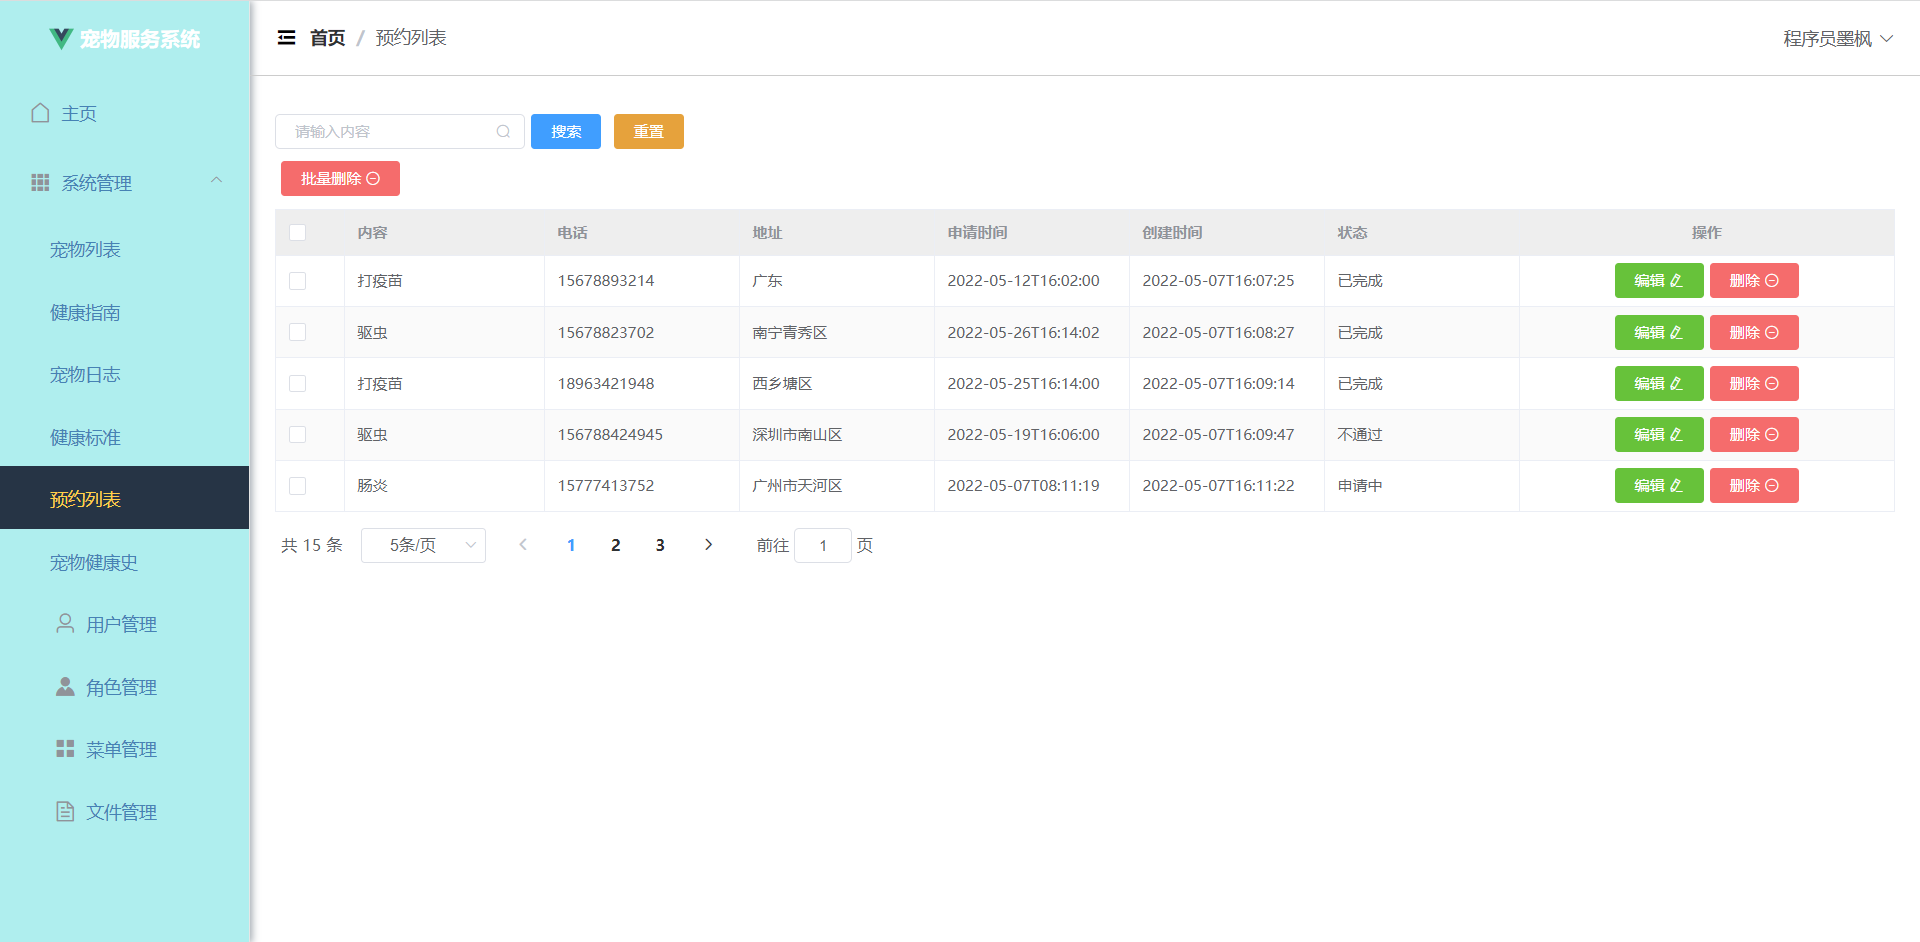 宠物服务系统
首页 / 预约列表
程序员墨枫
主页
系统管理
宠物列表
健康指南
宠物日志
健康标准
预约列表
宠物健康史
用户管理
角色管理
菜单管理
文件管理
请输入内容 搜索 重置
批量删除
内容 电话 地址 申请时间 创建时间 状态 操作
打疫苗 15678893214 广东 2022-05-12T16:02:00 2022-05-07T16:07:25 已完成 编辑 删除
驱虫 15678823702 南宁青秀区 2022-05-26T16:14:02 2022-05-07T16:08:27 已完成 编辑 删除
打疫苗 18963421948 西乡塘区 2022-05-25T16:14:00 2022-05-07T16:09:14 已完成 编辑 删除
驱虫 156788424945 深圳市南山区 2022-05-19T16:06:00 2022-05-07T16:09:47 不通过 编辑 删除
肠炎 15777413752 广州市天河区 2022-05-07T08:11:19 2022-05-07T16:11:22 申请中 编辑 删除
共 15 条 5条/页 1 2 3 前往 1 页